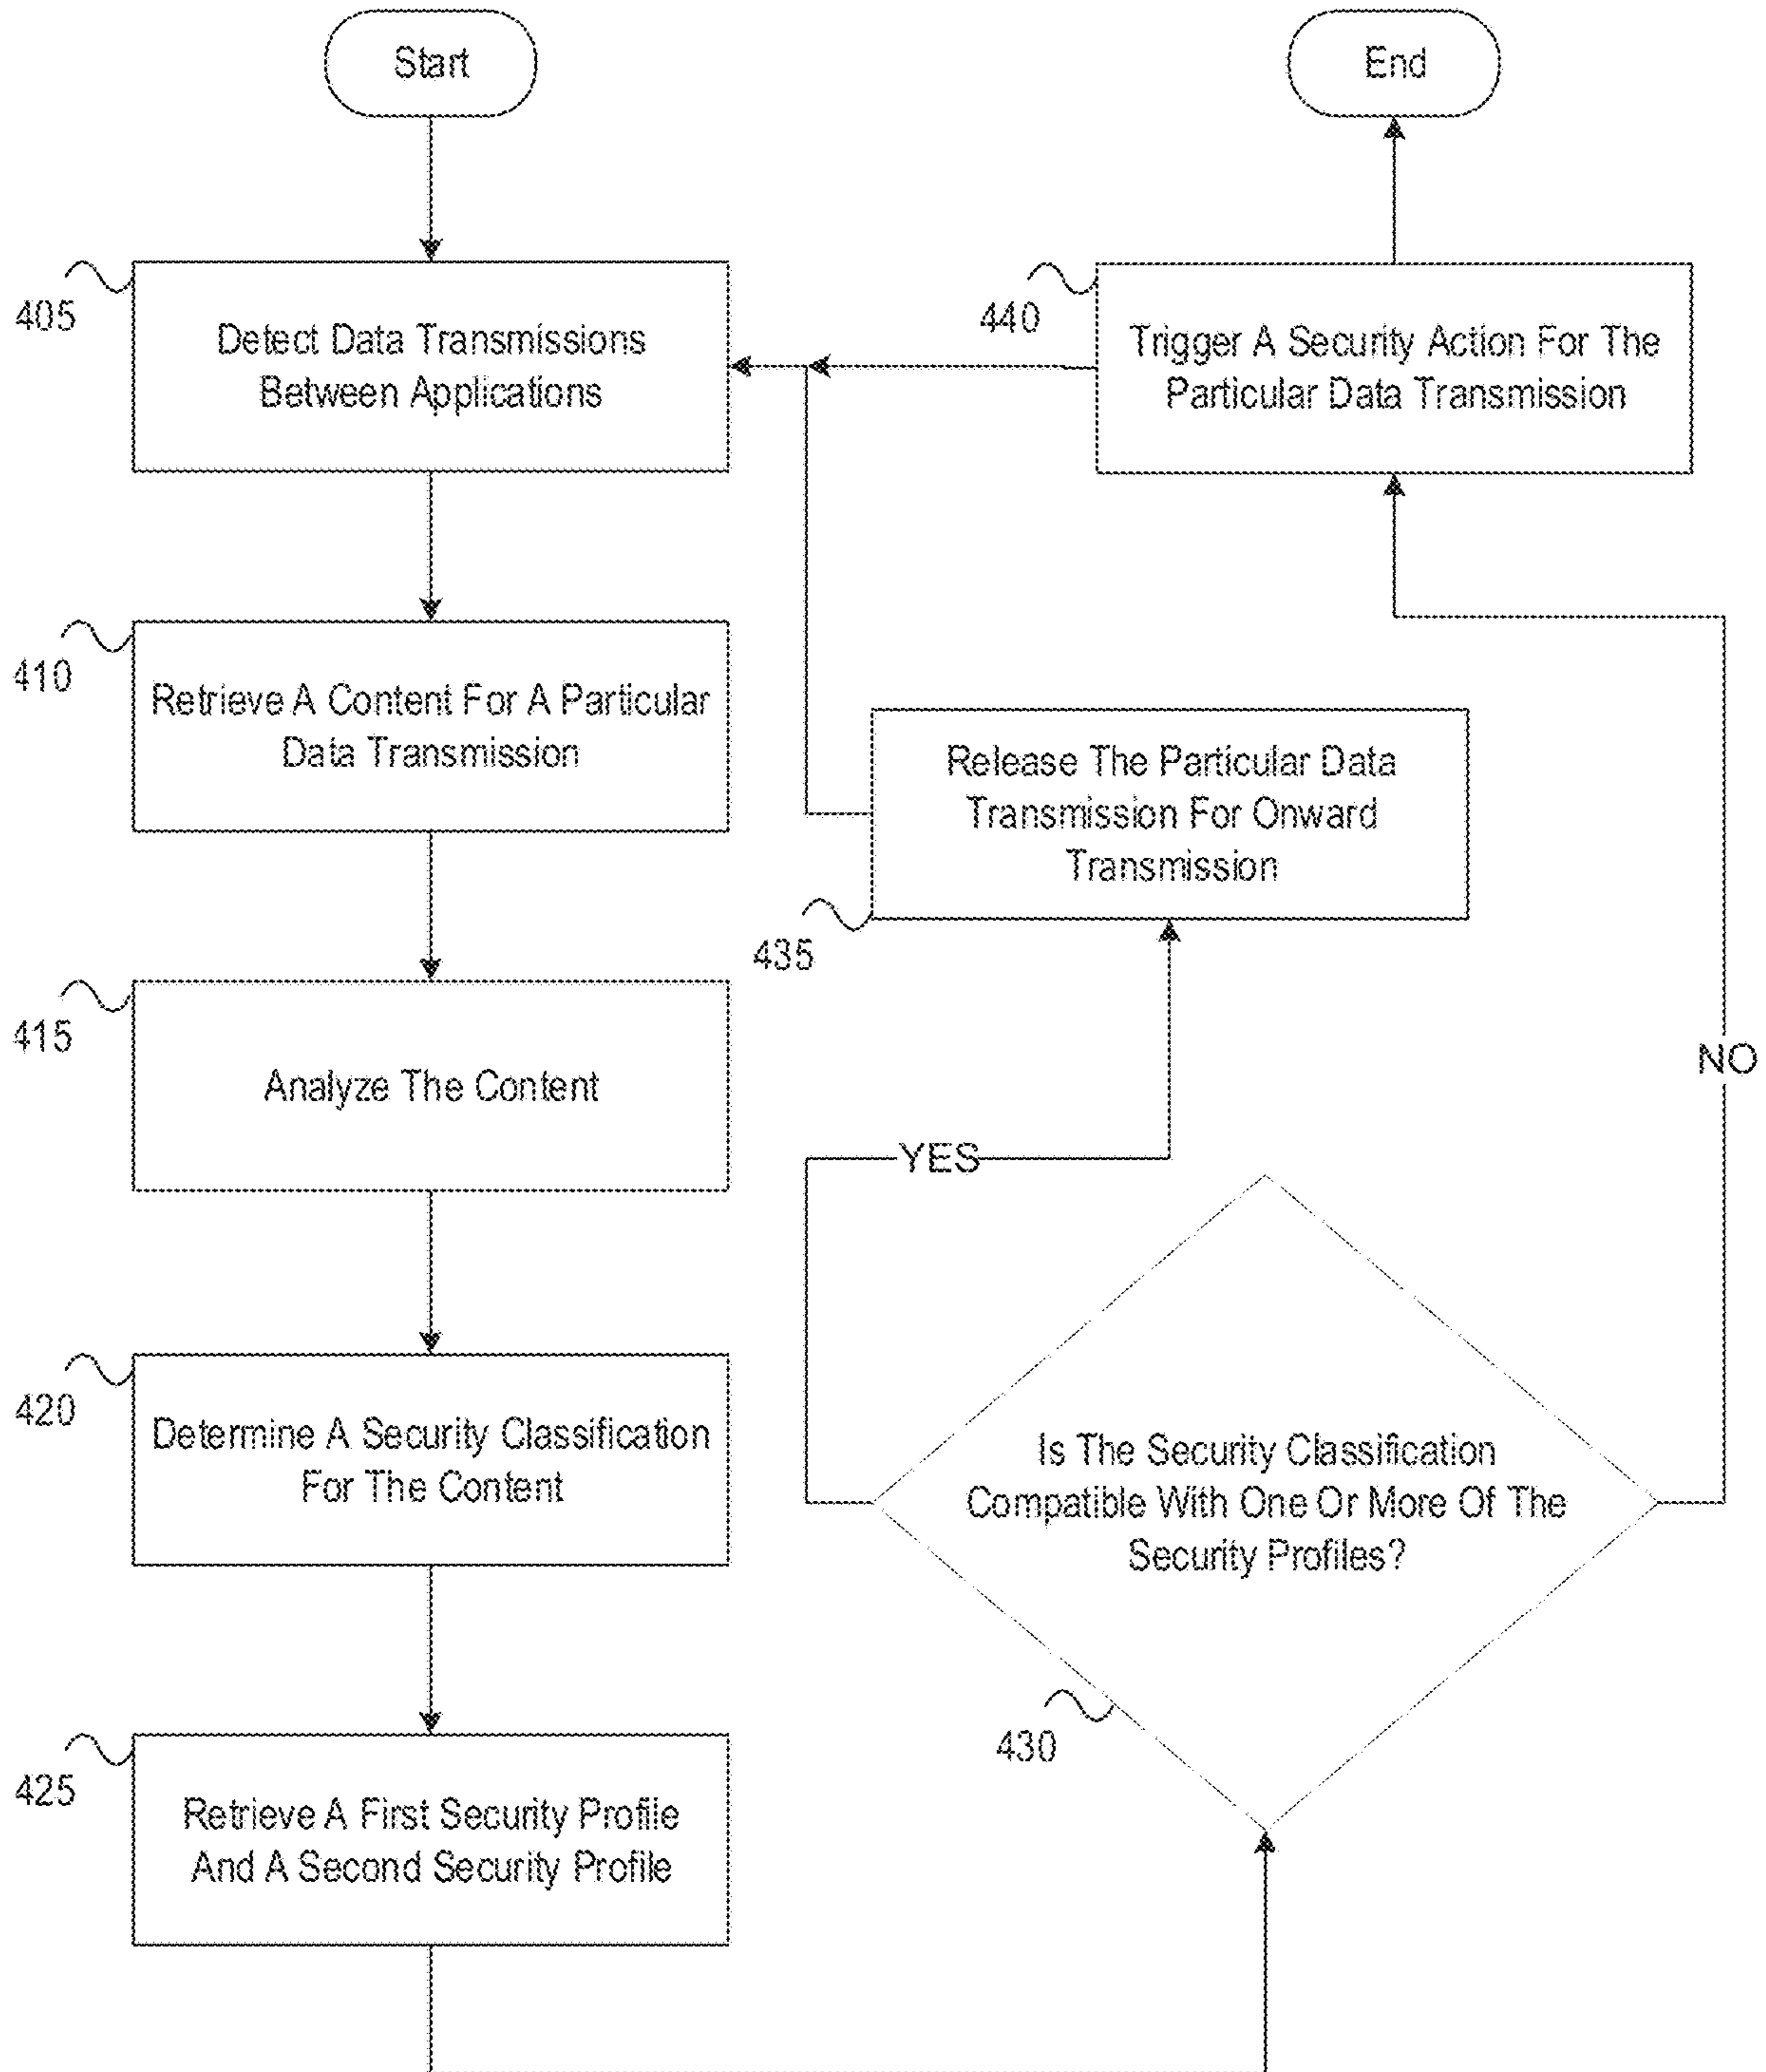 Start
End
405
Detect Data Transmissions
Between Applications
440
Trigger A Security Action For The
Particular Data Transmission
410
Retrieve A Content For A Particular
Data Transmission
Release The Particular Data
Transmission For Onward
Transmission
435
415
Analyze The Content
NO
YES
420
Determine A Security Classification
For The Content
Is The Security Classification
Compatible With One Or More Of The
Security Profiles?
430
425
Retrieve A First Security Profile
And A Second Security Profile